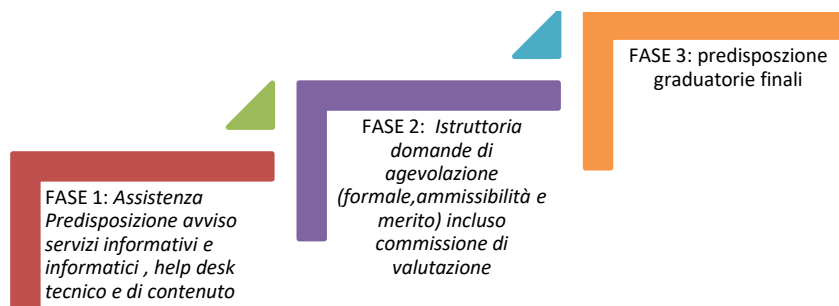 FASE 1: Assistenza
Predisposizione avviso
servizi informativi e
informatici , help desk
tecnico e di contenuto
FASE 2:  Istruttoria
domande di
agevolazione
(formale,ammissibilità e
merito) incluso
commissione di
valutazione
FASE 3: predisposzione
graduatorie finali